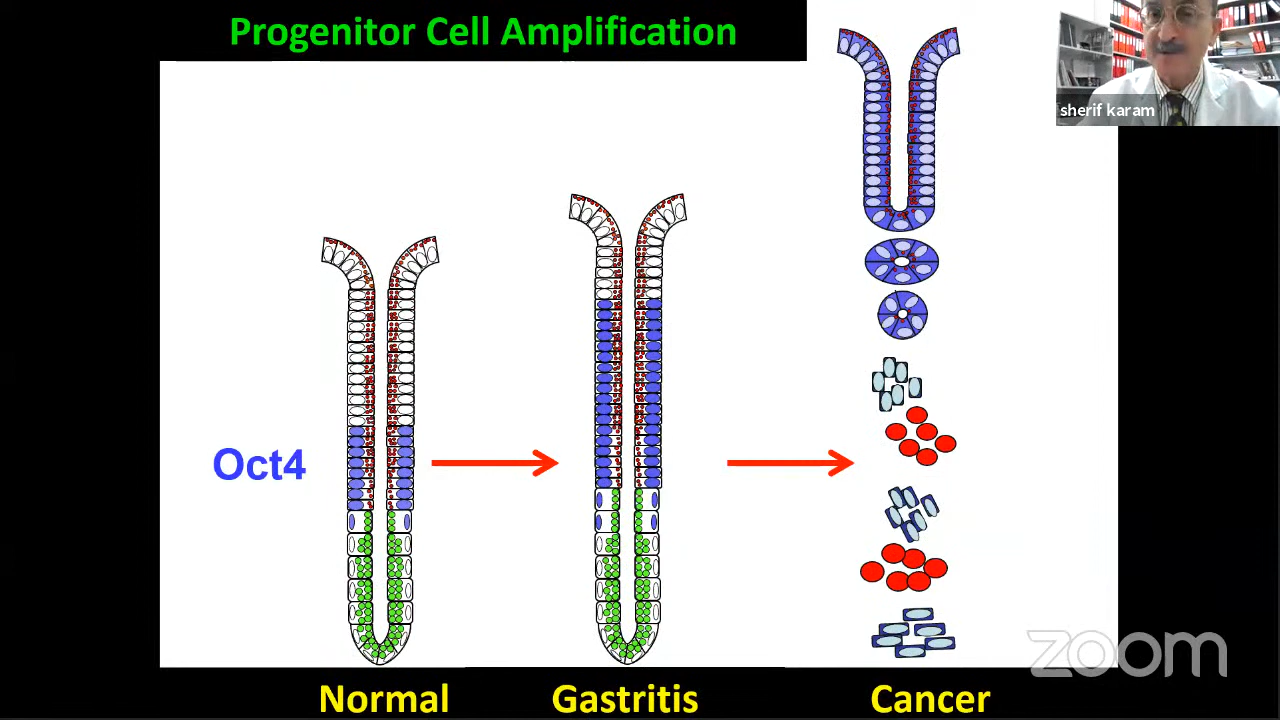 Progenitor Cell Amplification
sherif karam
Oct4
zoom
Normal
Gastritis
Cancer